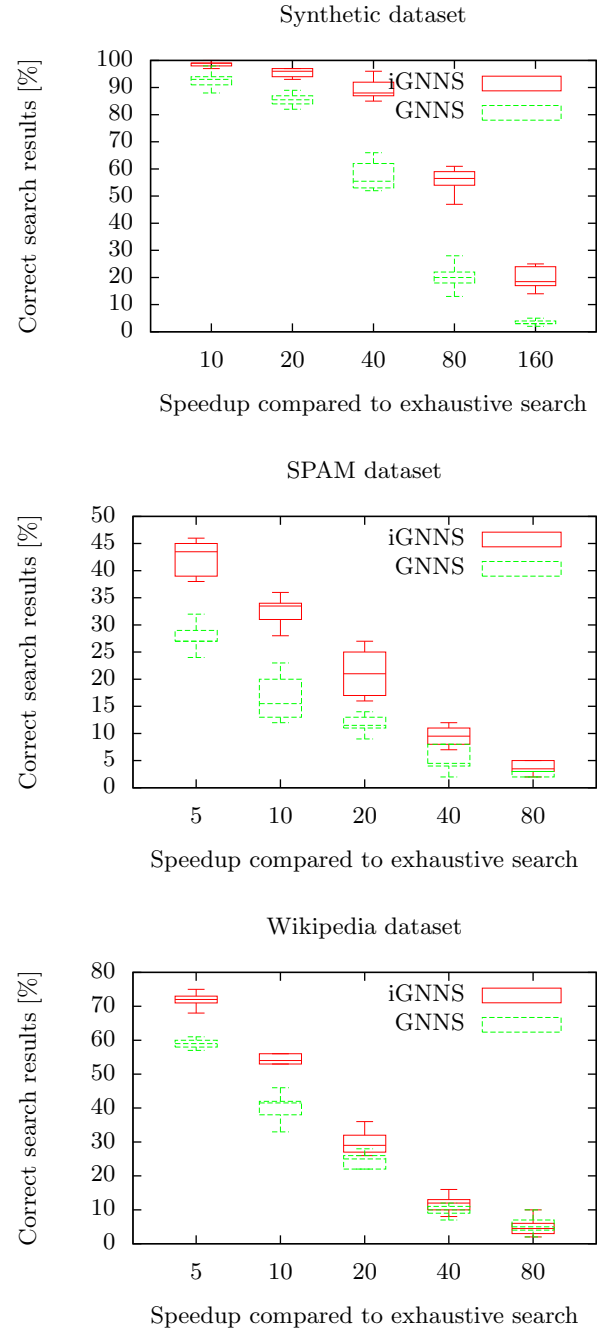 Synthetic dataset
Correct search results [%]
100
90
80
70
60
50
40
30
20
10
0
iGNNS
GNNS
10 20 40 80 160
Speedup compared to exhaustive search
SPAM dataset
Correct search results [%]
50
45
40
35
30
25
20
15
10
5
0
iGNNS
GNNS
5 10 20 40 80
Speedup compared to exhaustive search
Wikipedia dataset
Correct search results [%]
80
70
60
50
40
30
20
10
0
iGNNS
GNNS
5 10 20 40 80
Speedup compared to exhaustive search